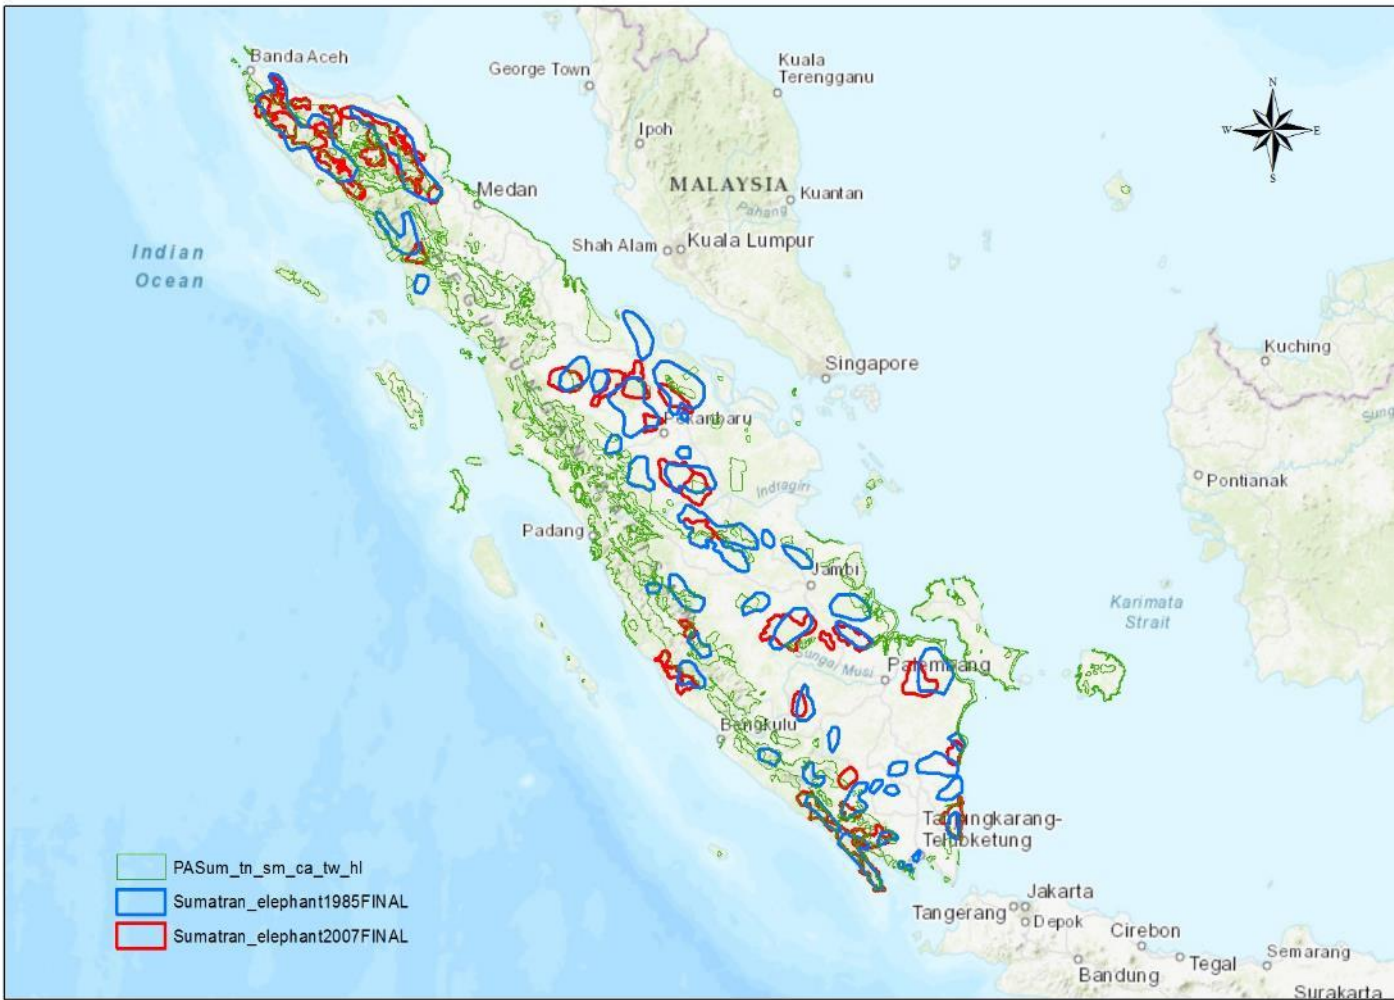 Banda Aceh
George Town
Kuala
Terengganu
N
W
E
S
Ipoh
MALAYSIA
Medan
Kuantan
Pahang
Shah Alam
Kuala Lumpur
Indian
Ocean
Singapore
Kuching
Pekanbaru
Pontianak
Indragiri
Padang
Jambi
Karimata
Strait
Sungai Musi
Palembang
Bengkulu
Tanjungkarang-
Telukbetung
PASum_tn_sm_ca_tw_hl
Sumatran_elephant1985FINAL
Sumatran_elephant2007FINAL
Jakarta
Tangerang
Depok
Cirebon
Tegal
Semarang
Bandung
Surakarta